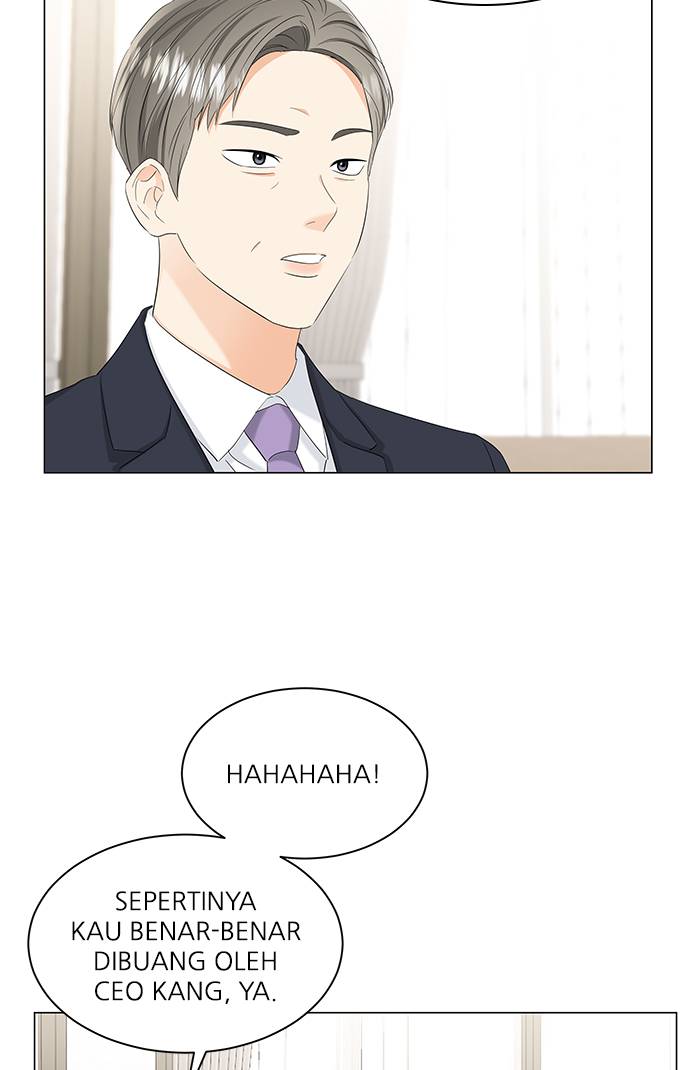 HAHAHAHA!
SEPERTINYA
KAU BENAR-BENAR
DIBUANG OLEH
CEO KANG, YA.